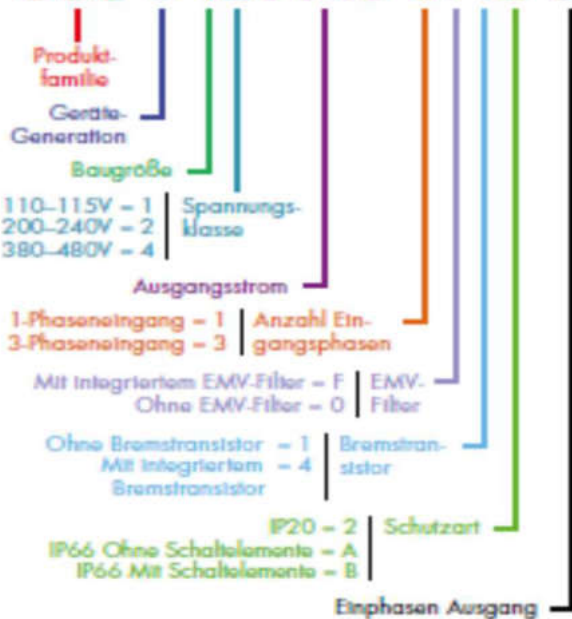 Produkt-
familie
Geräte-
Generation
Baugröße
110–115V – 1 Spannungs-
200–240V – 2 klasse
380–480V – 4
Ausgangsstrom
1-Phaseneingang – 1 Anzahl Ein-
3-Phaseneingang – 3 gangsphasen
Mit integriertem EMV-Filter – F EMV-
Ohne EMV-Filter – 0 Filter
Ohne Bremstransistor – 1 Bremstran-
Mit integriertem – 4 sistor
Bremstransistor
IP20 – 2 Schutzart
IP66 Ohne Schaltelemente – A
IP66 Mit Schaltelemente – B
Einphasen Ausgang